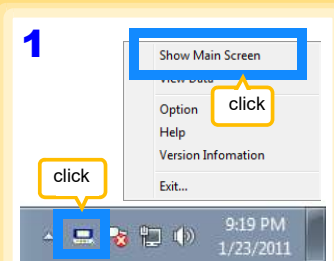 1
Show Main Screen
View Data
click
Option
Help
Version Infomation
click
Exit...
9:19 PM
1/23/2011